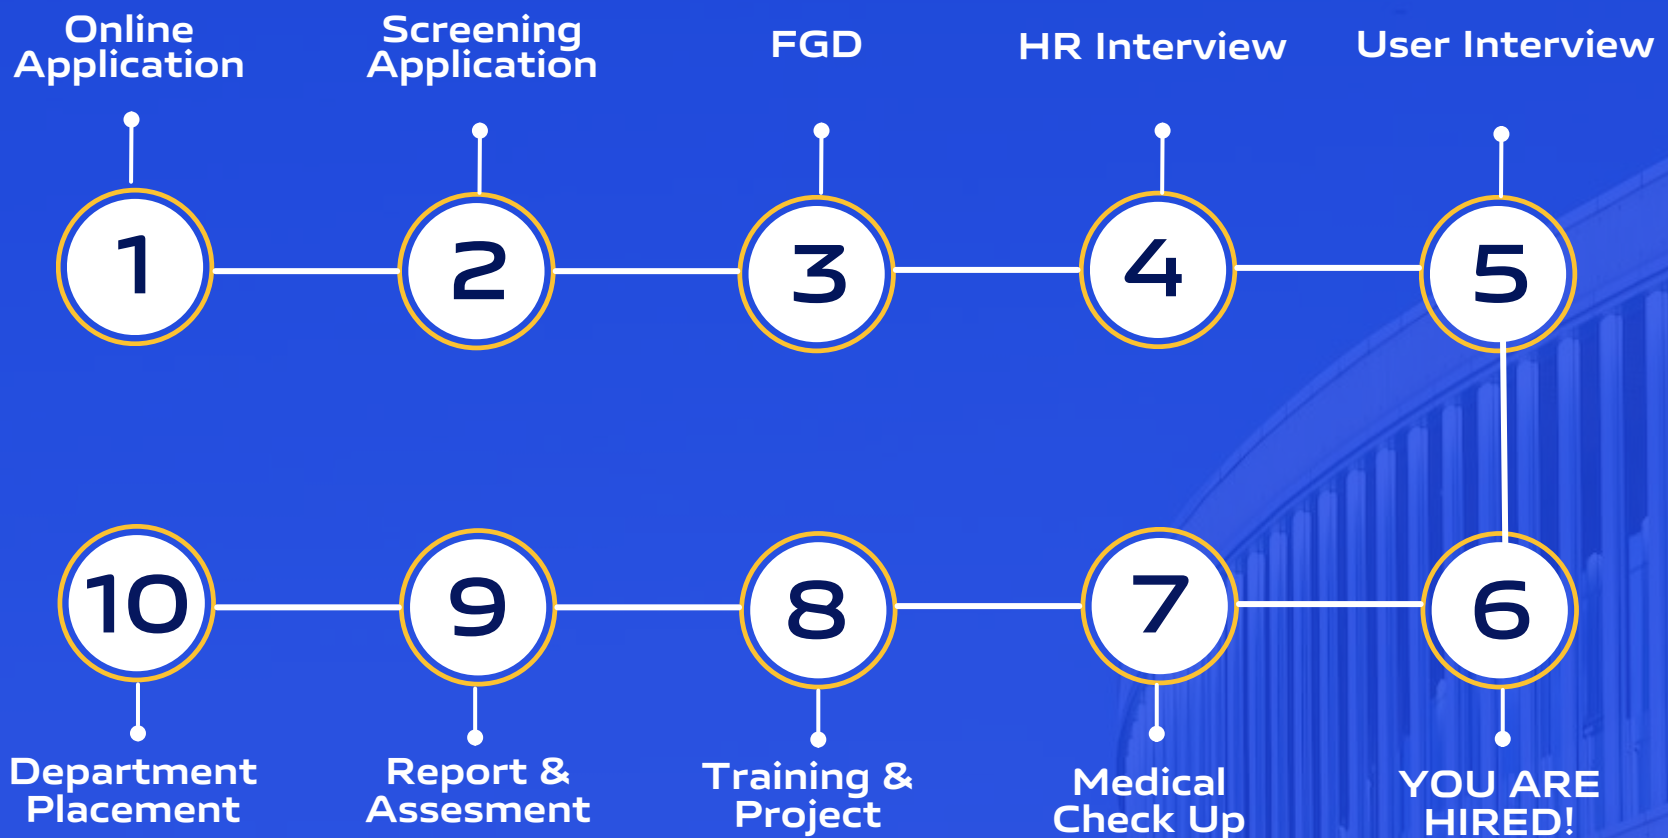 Online
Application
Screening
Application
FGD
HR Interview
User Interview
1
2
3
4
5
10
9
8
7
6
Department
Placement
Report &
Assesment
Training &
Project
Medical
Check Up
YOU ARE
HIRED!